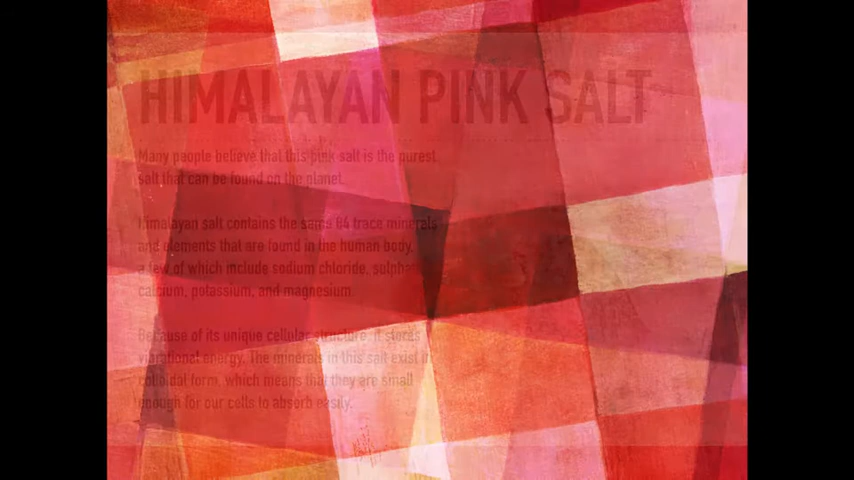 HIMALAYAN PINK SALT
Many people believe that this pink salt is the purest
salt that can be found on the planet.
Himalayan salt contains the same 84 trace minerals
and elements that are found in the human body,
a few of which include sodium chloride, sulphate,
calcium, potassium, and magnesium.
Because of its unique cellular structure, it stores
vibrational energy. The minerals in this salt exist in
colloidal form, which means that they are small
enough for our cells to absorb easily.